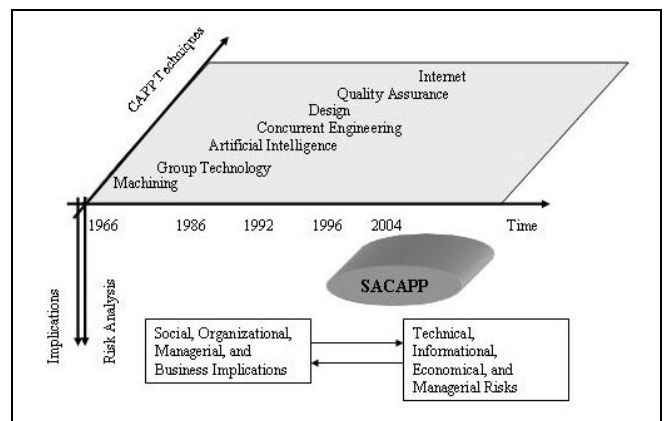 CAPP Techniques
Internet
Quality Assurance
Design
Concurrent Engineering
Artificial Intelligence
Group Technology
Machining
1966 1986 1992 1996 2004 Time
SACAPP
Implications
Risk Analysis
Social, Organizational,
Managerial, and
Business Implications
Technical,
Informational,
Economical, and
Managerial Risks